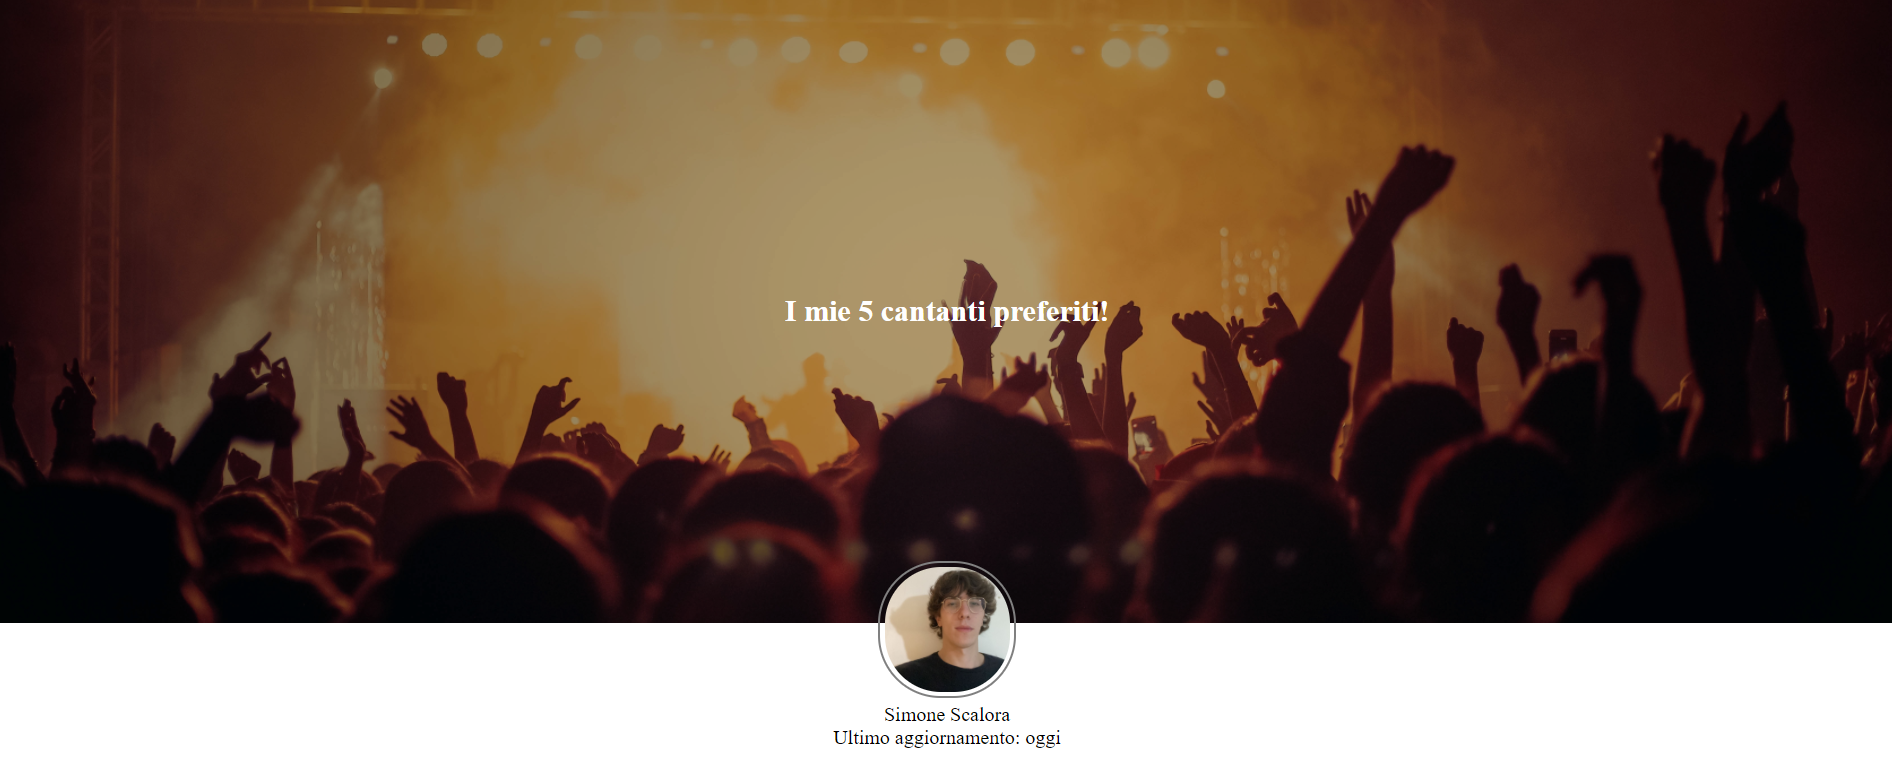 I mie 5 cantanti preferiti!
Simone Scalora
Ultimo aggiornamento: oggi